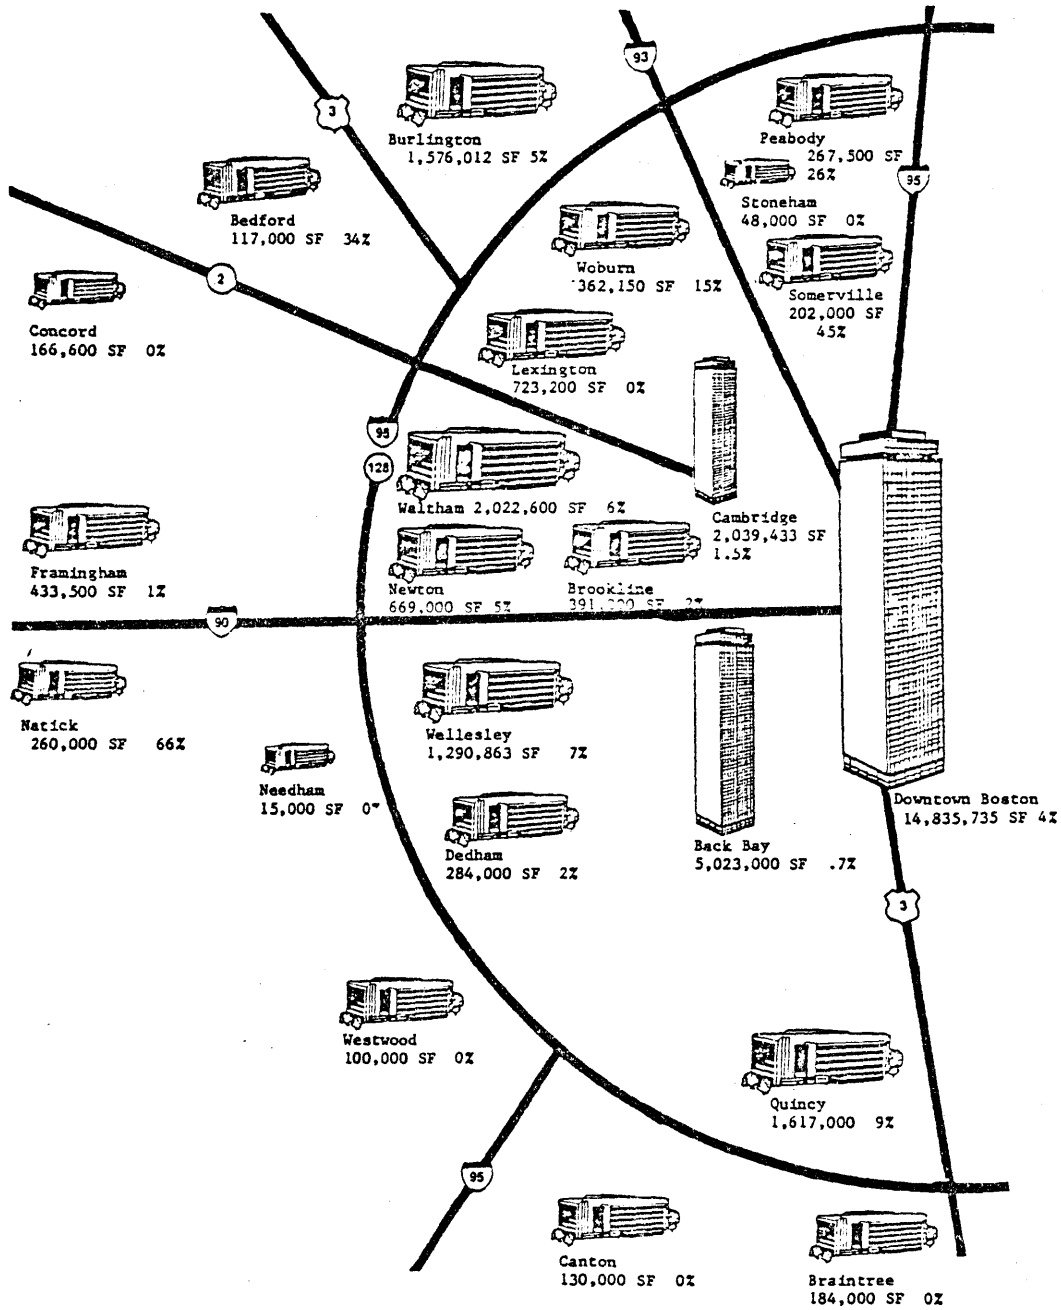 93
3
Burlington
1,576,012 SF 5%
Peabody
267,500 SF
26%
95
Bedford
117,000 SF 34%
Stoneham
48,000 SF 0%
Woburn
362,150 SF 15%
2
Somerville
202,000 SF
45%
Concord
166,600 SF 0%
Lexington
723,200 SF 0%
95
128
Waltham 2,022,600 SF 6%
Cambridge
2,039,433 SF
1.5%
Framingham
433,500 SF 1%
Newton
669,000 SF 5%
Brookline
SF
90
Natick
260,000 SF 66%
Wellesley
1,290,863 SF 7%
Needham
15,000 SF
Downtown Boston
14,835,735 SF 4%
Dedham
284,000 SF 2%
Back Bay
5,023,000 SF .7%
3
Westwood
100,000 SF 0%
Quincy
1,617,000 9%
95
Canton
130,000 SF 0%
Braintree
184,000 SF 0%